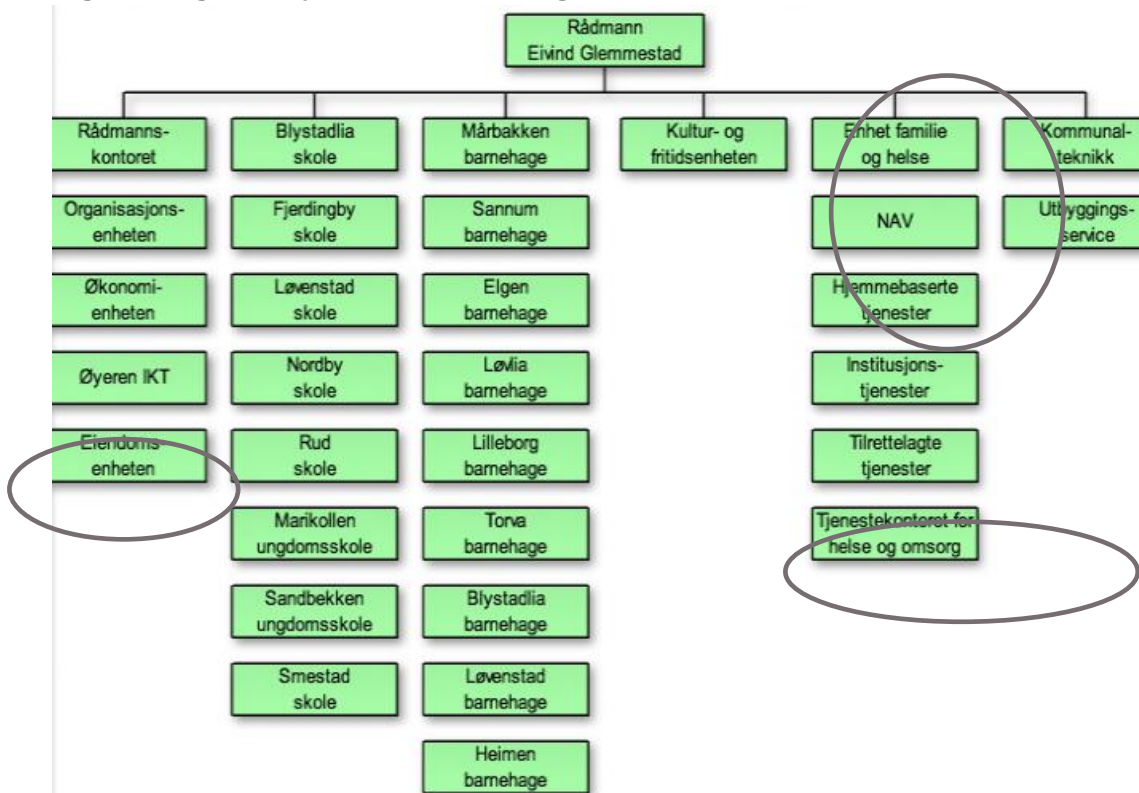 Rådmann
Eivind Glemmestad
Rådmanns-
kontoret
Organisasjons-
enheten
Økonomi-
enheten
Øyeren IKT
Eiendoms
enheten
Blystadlia
skole
Fjerdingby
skole
Løvenstad
skole
Nordby
skole
Rud
skole
Marikollen
ungdomsskole
Sandbekken
ungdomsskole
Smestad
skole
Mårbakken
barnehage
Sannum
barnehage
Elgen
barnehage
Løvlia
barnehage
Lilleborg
barnehage
Torva
barnehage
Blystadlia
barnehage
Løvenstad
barnehage
Heimen
barnehage
Kultur- og
fritidsenheten
Enhet familie
og helse
NAV
Hjemmebaserte
tjenester
Institusjons-
tjenester
Tilrettelagte
tjenester
Tjenestekontoret for
helse og omsorg
Kommunal-
teknikk
Utbyggings-
service